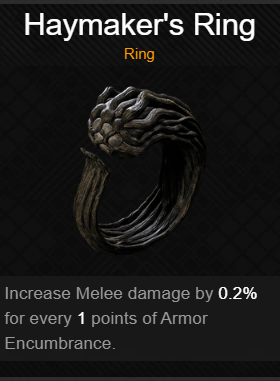 Haymaker's Ring
Ring
Increase Melee damage by 0.2%
for every 1 points of Armor
Encumbrance.